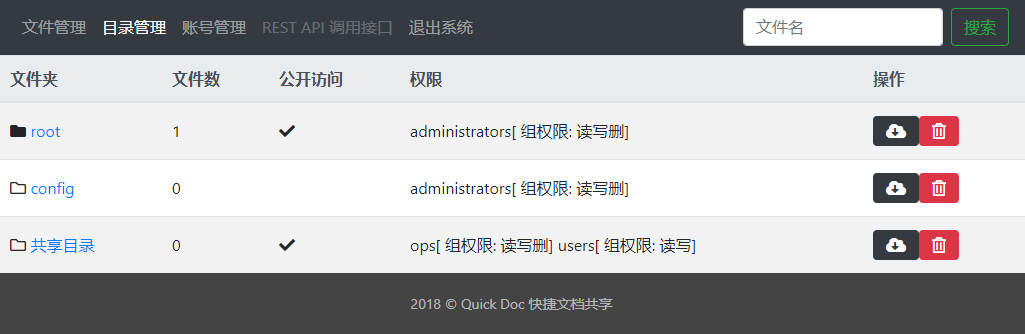 文件管理 目录管理 账号管理 REST API 调用接口 退出系统 文件名 搜索
文件夹 文件数 公开访问 权限 操作
root 1 administrators[ 组权限: 读写删]
config 0 administrators[ 组权限: 读写删]
共享目录 0 ops[ 组权限: 读写删] users[ 组权限: 读写]
2018 © Quick Doc 快捷文档共享